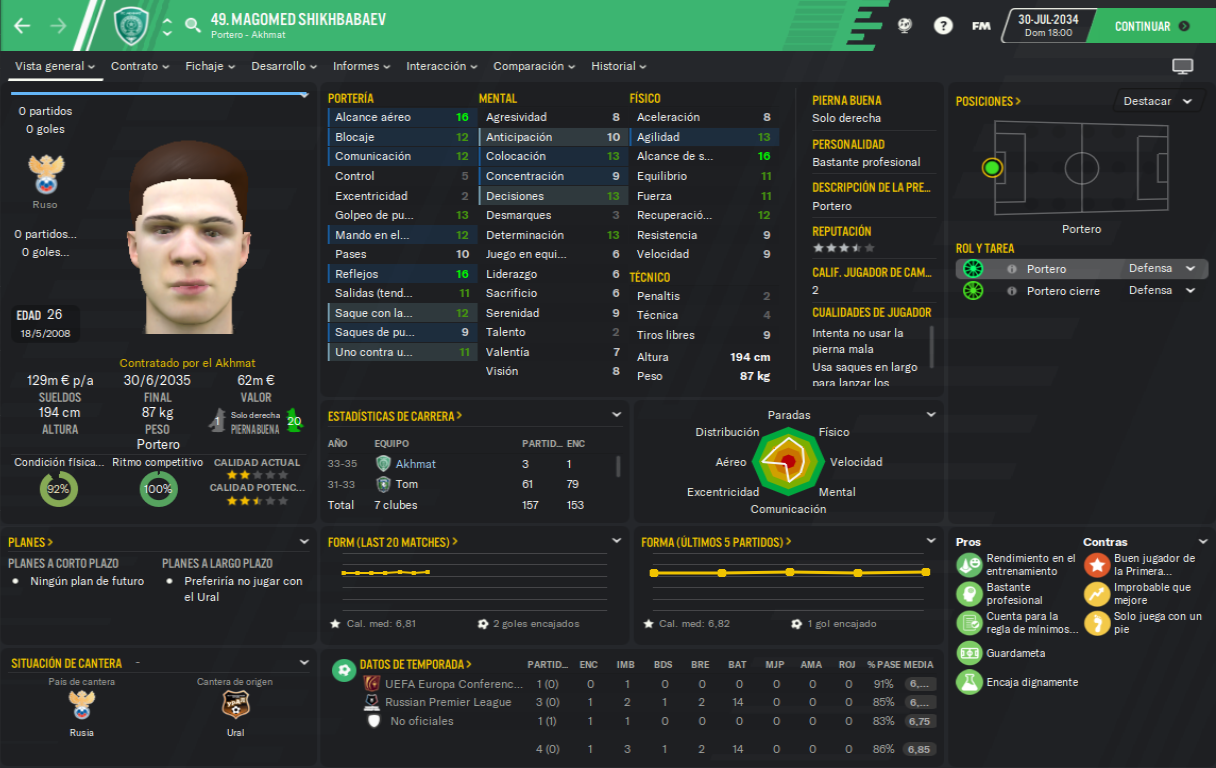 49. MAGOMED SHIKHBABAEV
Portero - Akhmat
FM
30-JUL-2034
Dom 18:00
CONTINUAR
Vista general
Contrato
Fichaje
Desarrollo
Informes
Interacción
Comparación
Historial
0 partidos
0 goles
Ruso
0 partidos...
0 goles...
EDAD 26
18/5/2008
Contratado por el Akhmat
129m € p/a
SUELDOS
30/6/2035
FINAL
62m €
VALOR
194 cm
ALTURA
87 kg
PESO
1 Solo derecha 20
PIERNA BUENA
Portero
Condición física...
92%
Ritmo competitivo
100%
CALIDAD ACTUAL
CALIDAD POTENC...
PORTERÍA
Alcance aéreo 16
Blocaje 12
Comunicación 12
Control 5
Excentricidad 2
Golpeo de pu... 13
Mando en el... 12
Pases 10
Reflejos 16
Salidas (tend... 11
Saque con la... 12
Saques de pu... 9
Uno contra u... 11
MENTAL
Agresividad 8
Anticipación 10
Colocación 13
Concentración 9
Decisiones 13
Desmarques 3
Determinación 13
Juego en equi... 6
Liderazgo 6
Sacrificio 6
Serenidad 9
Talento 2
Valentía 7
Visión 8
FÍSICO
Aceleración 8
Agilidad 13
Alcance de s... 16
Equilibrio 11
Fuerza 11
Recuperació... 12
Resistencia 9
Velocidad 9
TÉCNICO
Penaltis 2
Técnica 4
Tiros libres 9
Altura 194 cm
Peso 87 kg
PIERNA BUENA
Solo derecha
PERSONALIDAD
Bastante profesional
DESCRIPCIÓN DE LA PRE...
Portero
REPUTACIÓN
CALIF. JUGADOR DE CAM...
2
CUALIDADES DE JUGADOR
Intenta no usar la
pierna mala
Usa saques en largo
para lanzar los
POSICIONES >
Destacar
Portero
ROL Y TAREA
Portero Defensa
Portero cierre Defensa
ESTADÍSTICAS DE CARRERA >
AÑO EQUIPO PARTID... ENC
33-35 Akhmat 3 1
31-33 Tom 61 79
Total 7 clubes 157 153
Paradas
Físico
Velocidad
Mental
Comunicación
Excentricidad
Aéreo
Distribución
PLANES >
PLANES A CORTO PLAZO
Ningún plan de futuro
PLANES A LARGO PLAZO
Preferiría no jugar con
el Ural
FORM (LAST 20 MATCHES) >
Cal. med: 6,81
2 goles encajados
FORMA (ÚLTIMOS 5 PARTIDOS) >
Cal. med: 6,82
1 gol encajado
Pros
Rendimiento en el
entrenamiento
Bastante
profesional
Cuenta para la
regla de mínimos...
Guardameta
Encaja dignamente
Contras
Buen jugador de
la Primera...
Improbable que
mejore
Solo juega con un
pie
SITUACIÓN DE CANTERA -
País de cantera
Rusia
Cantera de origen
Ural
DATOS DE TEMPORADA >
PARTID... ENC IMB BDS BRE BAT MJP AMA ROJ % PASE MEDIA
UEFA Europa Conferenc... 1 (0) 0 1 0 0 0 0 0 0 91% 6,...
Russian Premier League 3 (0) 1 2 1 2 14 0 0 0 85% 6,...
No oficiales 1 (1) 1 1 0 0 0 0 0 0 83% 6,75
4 (0) 1 3 1 2 14 0 0 0 86% 6,85